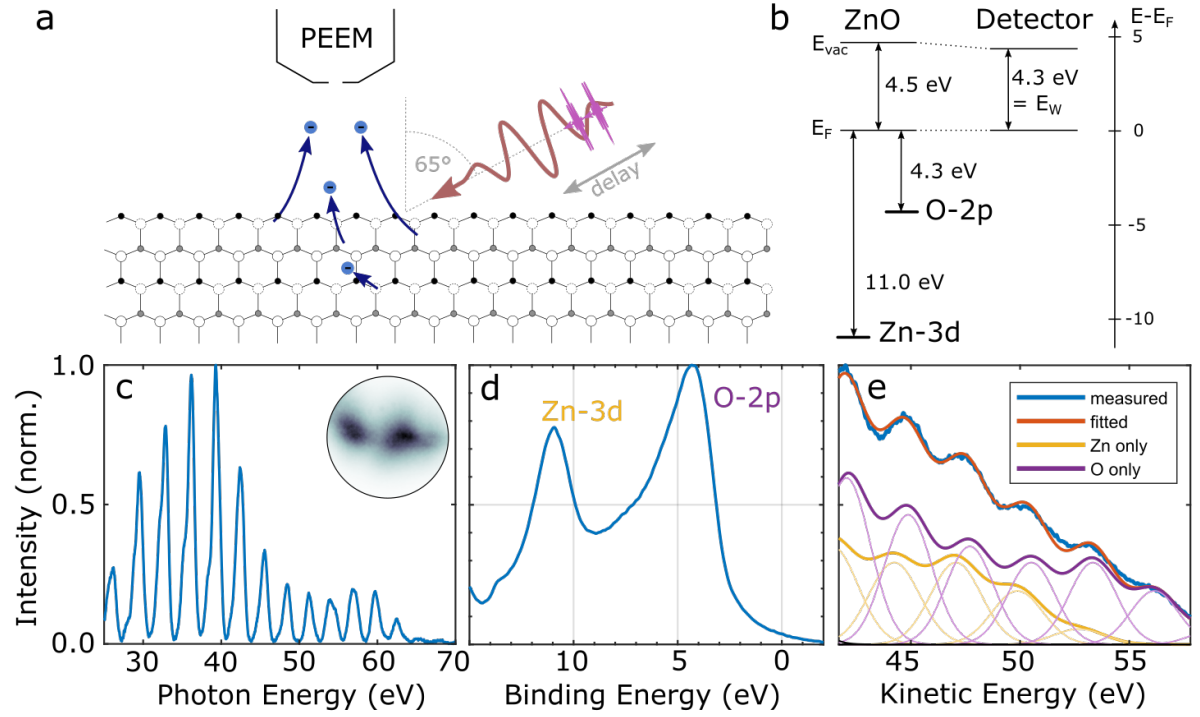 a
PEEM
65°
delay
b
ZnO
Detector
E-E_F
E_vac
5
4.5 eV
4.3 eV
= E_W
E_F
0
4.3 eV
O-2p
-5
11.0 eV
Zn-3d
-10
c
1.0
0.5
0.0
Intensity (norm.)
30 40 50 60 70
Photon Energy (eV)
d
Zn-3d
O-2p
10 5 0
Binding Energy (eV)
e
measured
fitted
Zn only
O only
45 50 55
Kinetic Energy (eV)